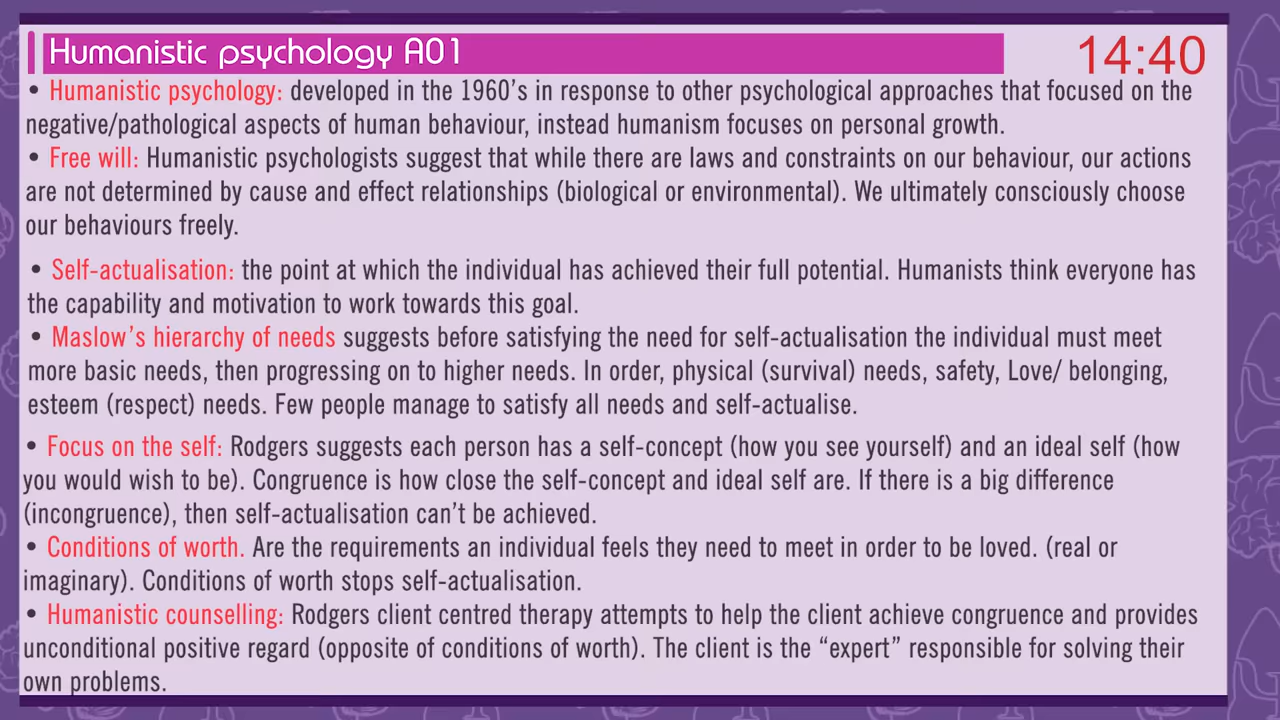 Humanistic psychology AO1
14:40
• Humanistic psychology: developed in the 1960's in response to other psychological approaches that focused on the
negative/pathological aspects of human behaviour, instead humanism focuses on personal growth.
• Free will: Humanistic psychologists suggest that while there are laws and constraints on our behaviour, our actions
are not determined by cause and effect relationships (biological or environmental). We ultimately consciously choose
our behaviours freely.
• Self-actualisation: the point at which the individual has achieved their full potential. Humanists think everyone has
the capability and motivation to work towards this goal.
• Maslow's hierarchy of needs suggests before satisfying the need for self-actualisation the individual must meet
more basic needs, then progressing on to higher needs. In order, physical (survival) needs, safety, Love/ belonging,
esteem (respect) needs. Few people manage to satisfy all needs and self-actualise.
• Focus on the self: Rodgers suggests each person has a self-concept (how you see yourself) and an ideal self (how
you would wish to be). Congruence is how close the self-concept and ideal self are. If there is a big difference
(incongruence), then self-actualisation can't be achieved.
• Conditions of worth. Are the requirements an individual feels they need to meet in order to be loved. (real or
imaginary). Conditions of worth stops self-actualisation.
• Humanistic counselling: Rodgers client centred therapy attempts to help the client achieve congruence and provides
unconditional positive regard (opposite of conditions of worth). The client is the “expert” responsible for solving their
own problems.